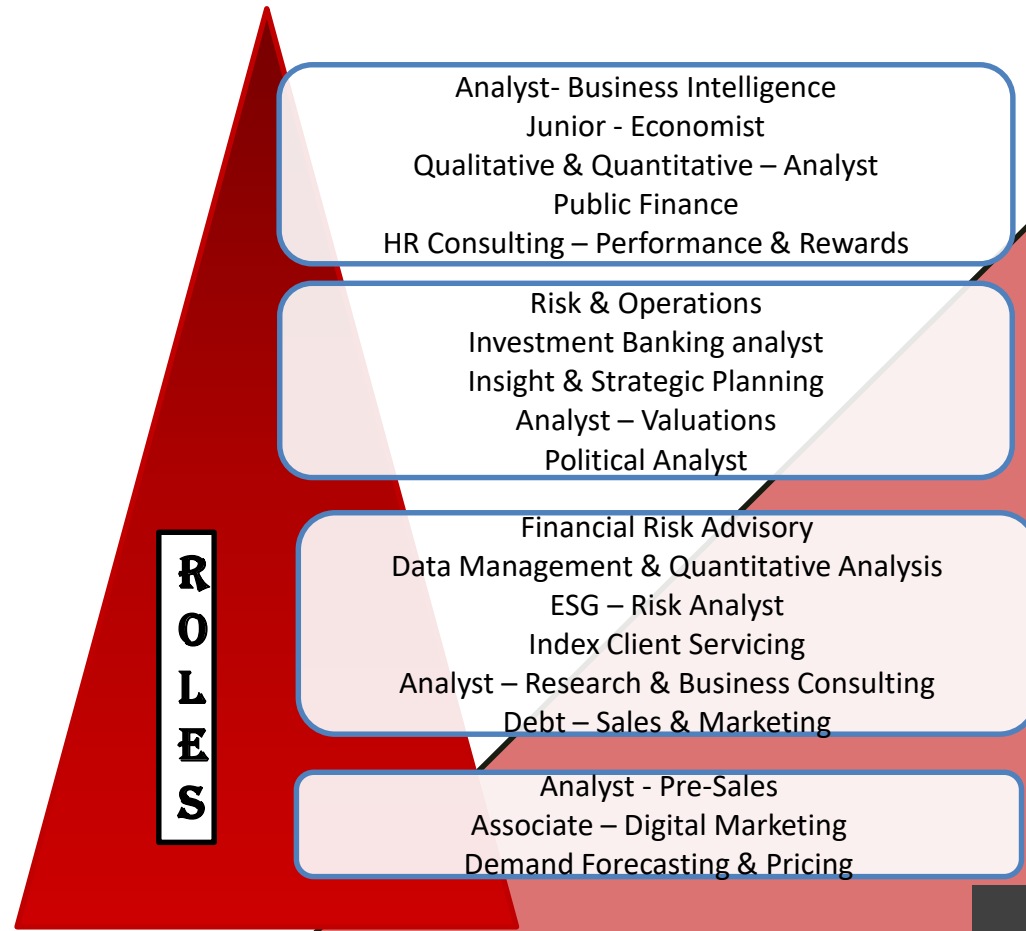 Analyst- Business Intelligence
Junior - Economist
Qualitative & Quantitative – Analyst
Public Finance
HR Consulting – Performance & Rewards
Risk & Operations
Investment Banking analyst
Insight & Strategic Planning
Analyst – Valuations
Political Analyst
Financial Risk Advisory
Data Management & Quantitative Analysis
ESG – Risk Analyst
Index Client Servicing
Analyst – Research & Business Consulting
Debt – Sales & Marketing
Analyst - Pre-Sales
Associate – Digital Marketing
Demand Forecasting & Pricing
ROLES